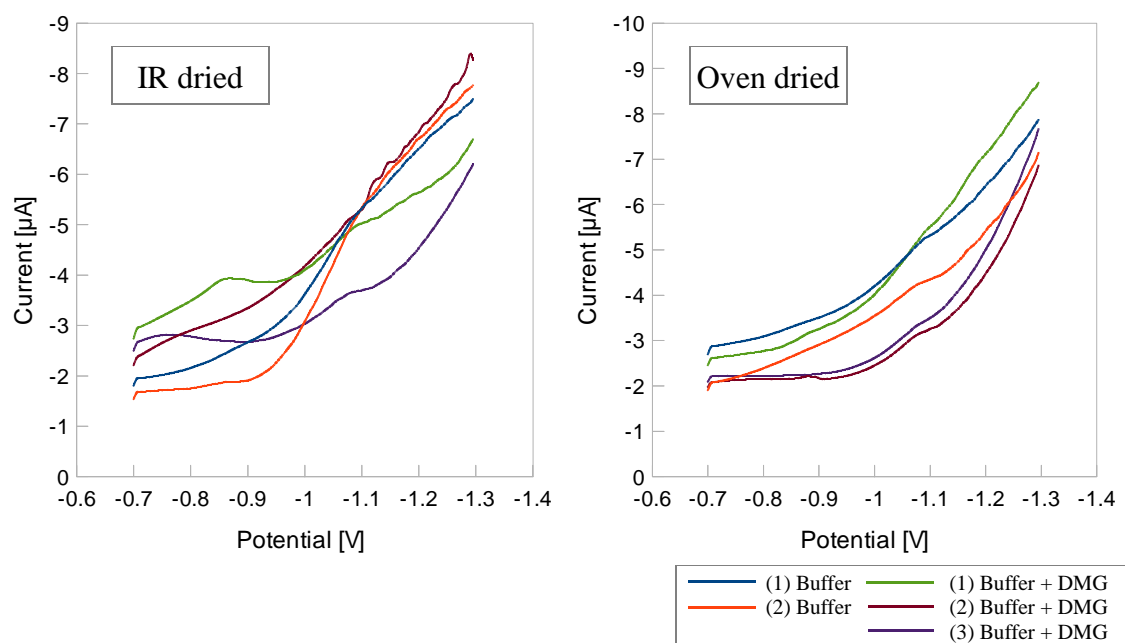 IR dried
-9
-8
-7
-6
-5
-4
-3
-2
-1
0
-0.6 -0.7 -0.8 -0.9 -1 -1.1 -1.2 -1.3 -1.4
Current [µA]
Potential [V]
Oven dried
-10
-9
-8
-7
-6
-5
-4
-3
-2
-1
0
-0.6 -0.7 -0.8 -0.9 -1 -1.1 -1.2 -1.3 -1.4
Current [µA]
Potential [V]
(1) Buffer (1) Buffer + DMG
(2) Buffer (2) Buffer + DMG
(3) Buffer + DMG